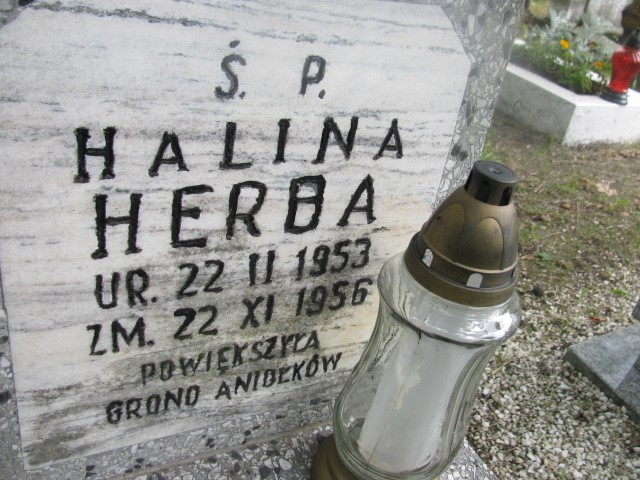 Ś. P.
HALINA
HERBA
UR. 22 II 1953
ZM. 22 XI 1956
POWIĘKSZYŁA
GRONO ANIOŁKÓW